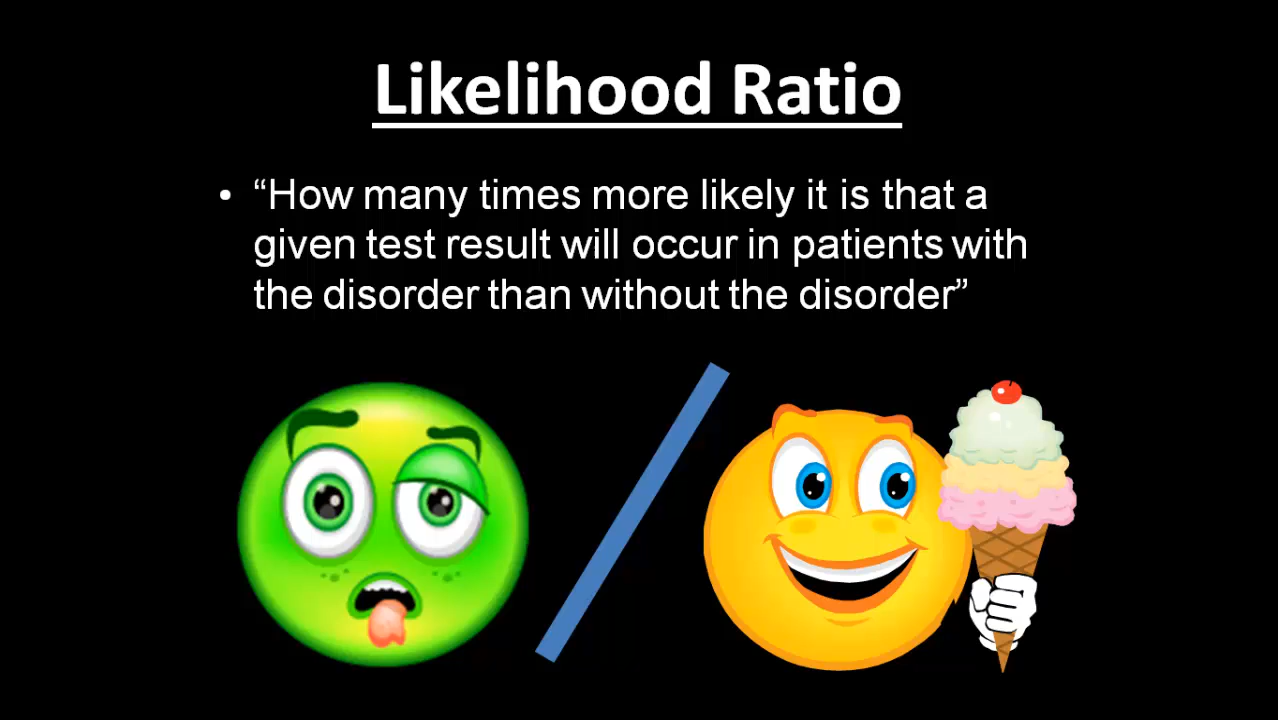 Likelihood Ratio
• “How many times more likely it is that a
given test result will occur in patients with
the disorder than without the disorder”